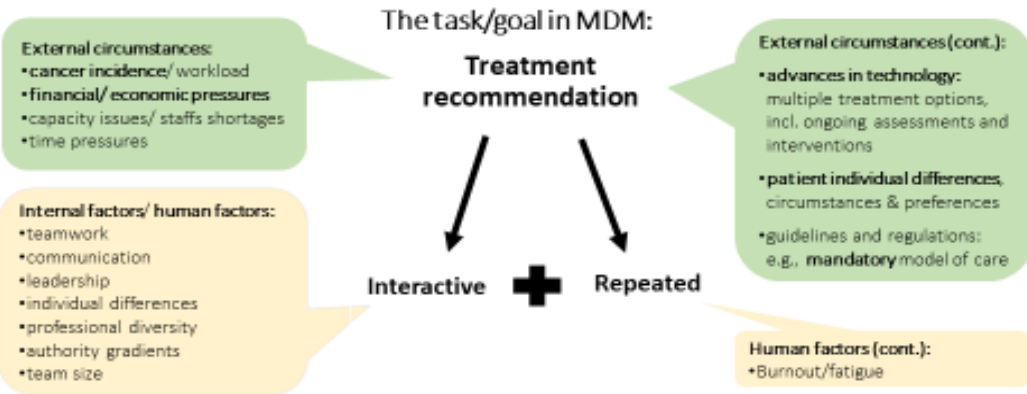 The task/goal in MDM:
Treatment
recommendation
External circumstances:
•cancer incidence/ workload
•financial/ economic pressures
•capacity issues/ staffs shortages
•time pressures
External circumstances (cont.):
•advances in technology:
multiple treatment options,
incl. ongoing assessments and
interventions
•patient individual differences,
circumstances & preferences
•guidelines and regulations:
e.g., mandatory model of care
Internal factors/ human factors:
•teamwork
•communication
•leadership
•individual differences
•professional diversity
•authority gradients
•team size
Interactive
Repeated
Human factors (cont.):
•Burnout/fatigue